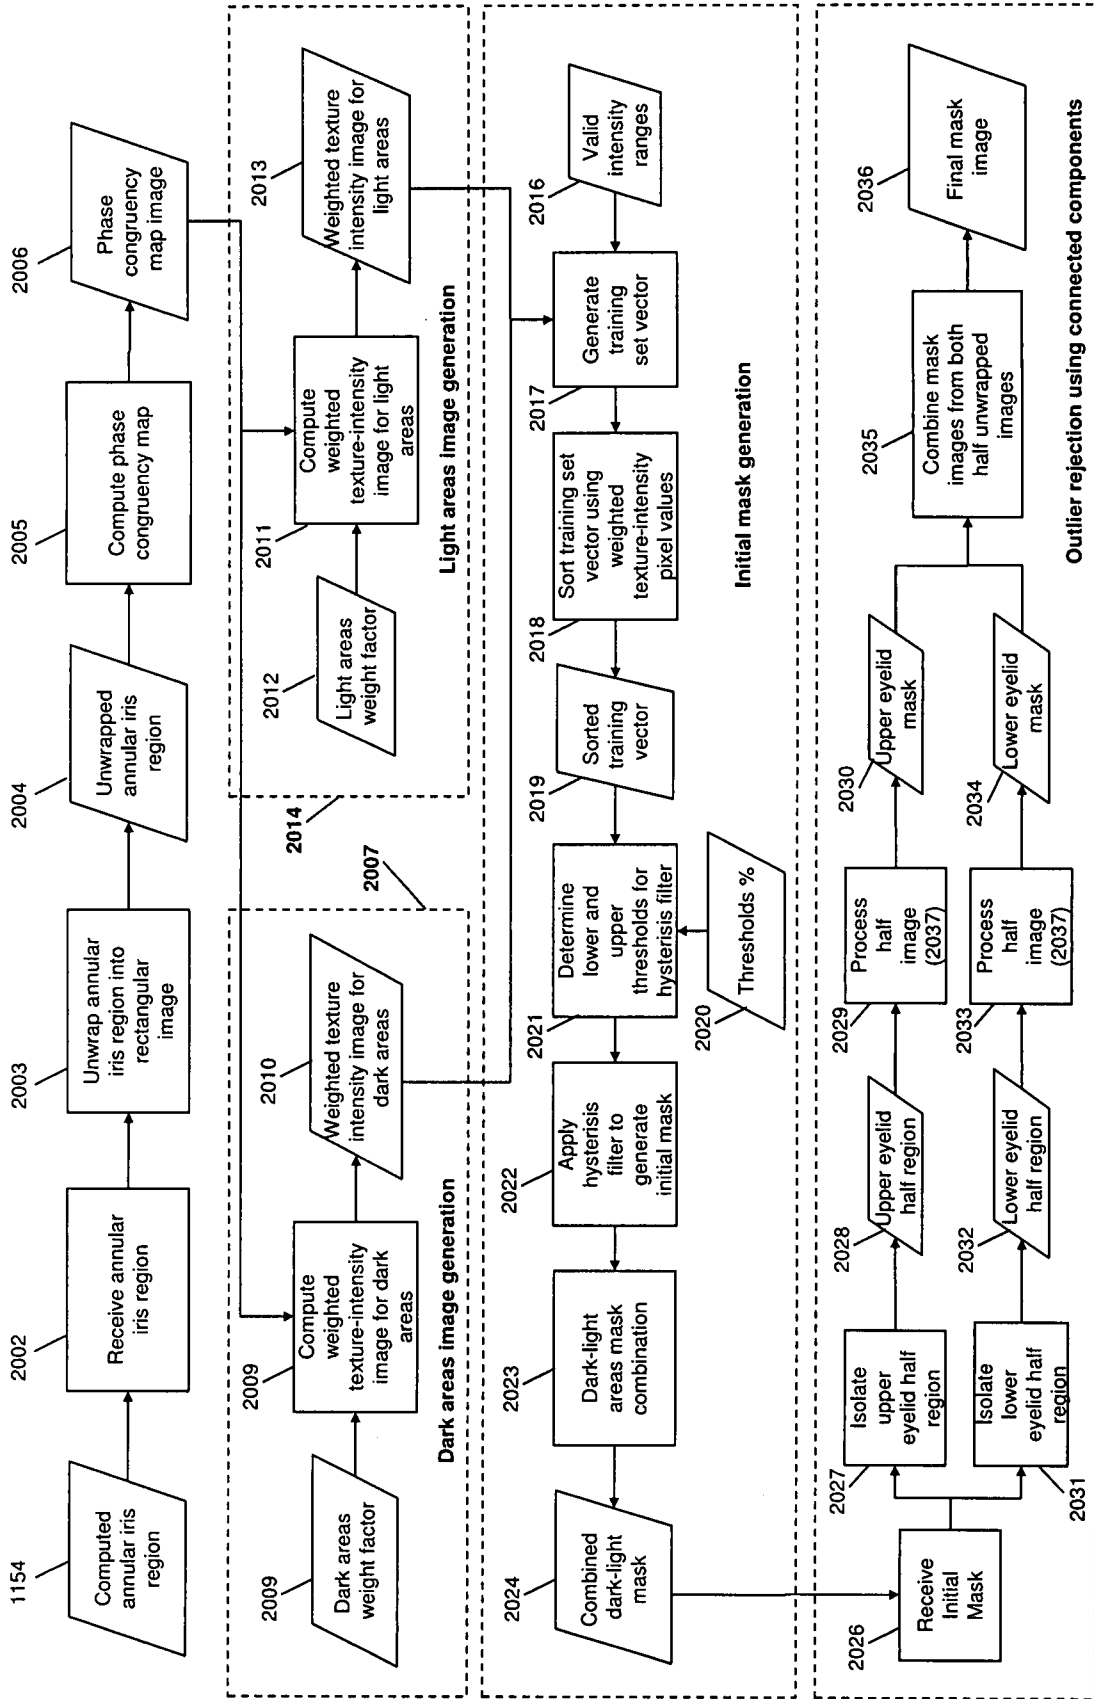 1154
Computed
annular iris
region
2002
Receive annular
iris region
2003
Unwrap annular
iris region into
rectangular
image
2004
Unwrapped
annular iris
region
2005
Compute phase
congruency map
2006
Phase
congruency
map image
2009
Dark areas
weight factor
2009
Compute
weighted
texture-intensity
image for dark
areas
2010
Weighted texture
intensity image for
dark areas
Dark areas image generation
2007
2014
2012
Light areas
weight factor
2011
Compute
weighted
texture-intensity
image for light
areas
2013
Weighted texture
intensity image for
light areas
Light areas image generation
2016
Valid
intensity
ranges
Generate
training
set vector
2017
Sort training set
vector using
weighted
texture-intensity
pixel values
2018
Sorted
training
vector
2019
Determine
lower and
upper
thresholds for
hysterisis filter
2021
Thresholds %
2020
Apply
hysterisis
filter to
generate
initial mask
2022
Dark-light
areas mask
combination
2023
Combined
dark-light
mask
2024
Initial mask generation
Receive
Initial
Mask
2026
Isolate
upper
eyelid half
region
2027
Upper eyelid
half region
2028
Process
half
image
(2037)
2029
Upper eyelid
mask
2030
Isolate
lower
eyelid half
region
2031
Lower eyelid
half region
2032
Process
half
image
(2037)
2033
Lower eyelid
mask
2034
2035
Combine mask
images from both
half unwrapped
images
2036
Final mask
image
Outlier rejection using connected components